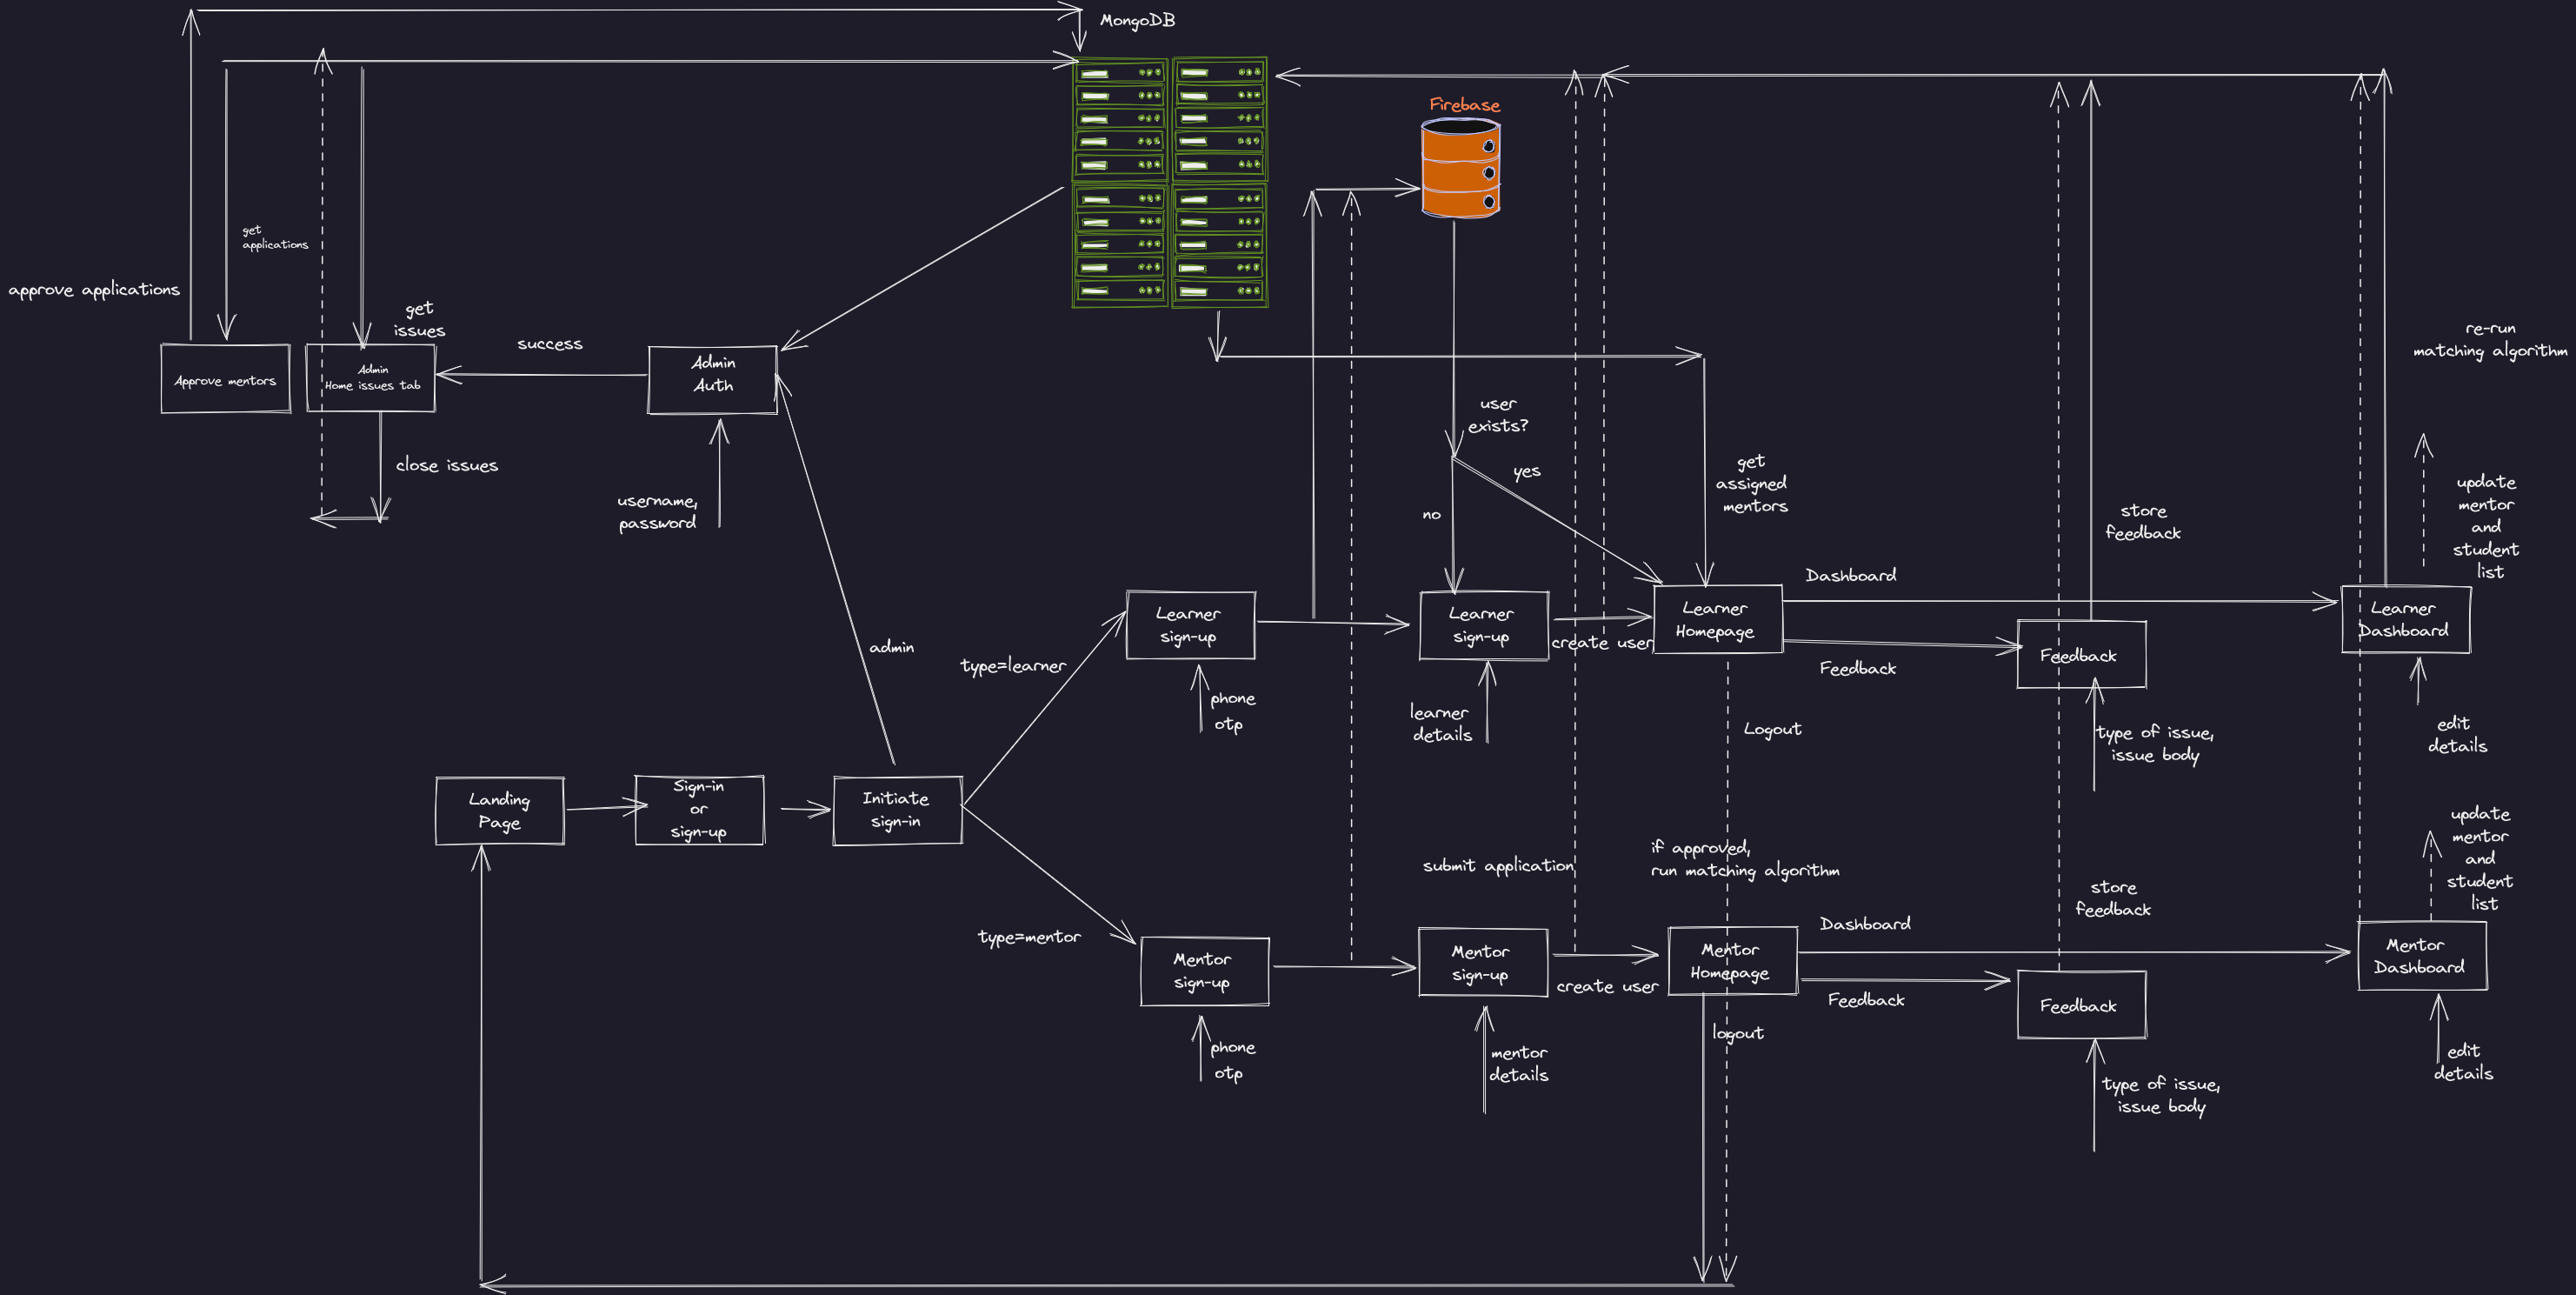 MongoDB
Firebase
get
applications
approve applications
get
issues
success
Admin
Auth
Approve mentors
Admin
Home issues tab
re-run
matching algorithm
user
exists?
yes
no
close issues
username,
password
get
assigned
mentors
store
feedback
update
mentor
and
student
list
Dashboard
Learner
sign-up
Learner
sign-up
create user
Learner
Homepage
Feedback
Feedback
Learner
Dashboard
admin
type=learner
phone
otp
learner
details
Logout
type of issue,
issue body
edit
details
Landing
Page
Sign-in
or
sign-up
Initiate
sign-in
submit application
if approved,
run matching algorithm
store
feedback
update
mentor
and
student
list
type=mentor
Mentor
sign-up
Mentor
sign-up
create user
Mentor
Homepage
Dashboard
Feedback
Feedback
Mentor
Dashboard
logout
phone
otp
mentor
details
type of issue,
issue body
edit
details